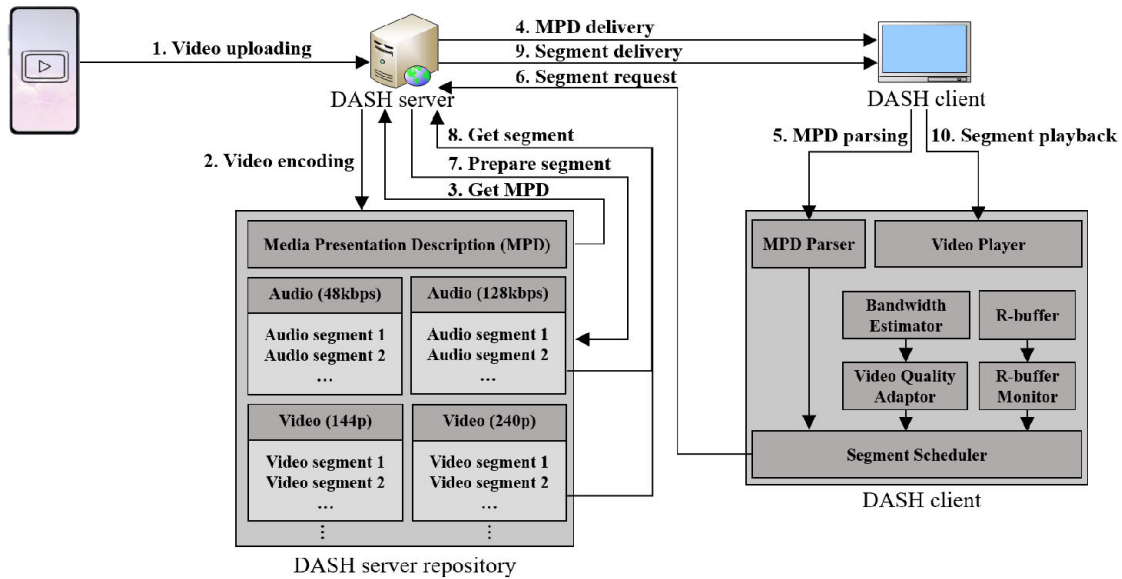 1. Video uploading
DASH server
4. MPD delivery
9. Segment delivery
6. Segment request
DASH client
2. Video encoding
8. Get segment
7. Prepare segment
3. Get MPD
5. MPD parsing
10. Segment playback
Media Presentation Description (MPD)
Audio (48kbps)
Audio segment 1
Audio segment 2
...
Audio (128kbps)
Audio segment 1
Audio segment 2
...
Video (144p)
Video segment 1
Video segment 2
...
Video (240p)
Video segment 1
Video segment 2
...
DASH server repository
MPD Parser
Video Player
Bandwidth
Estimator
R-buffer
Video Quality
Adaptor
R-buffer
Monitor
Segment Scheduler
DASH client